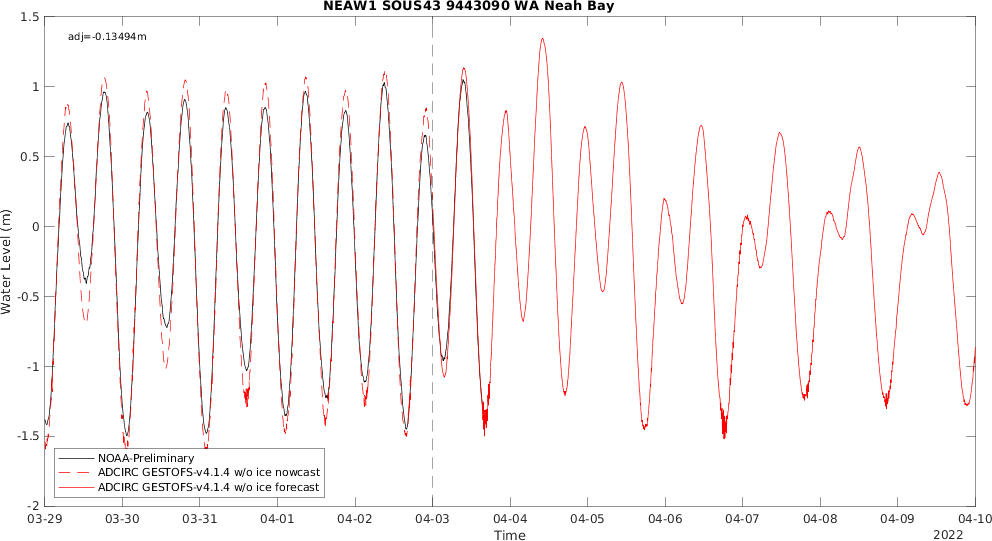 NEAW1 SOUS43 9443090 WA Neah Bay
adj=-0.13494m
1.5
1
0.5
0
-0.5
-1
-1.5
-2
Water Level (m)
NOAA-Preliminary
ADCIRC GESTOFS-v4.1.4 w/o ice nowcast
ADCIRC GESTOFS-v4.1.4 w/o ice forecast
03-29 03-30 03-31 04-01 04-02 04-03 04-04 04-05 04-06 04-07 04-08 04-09 04-10
Time
2022